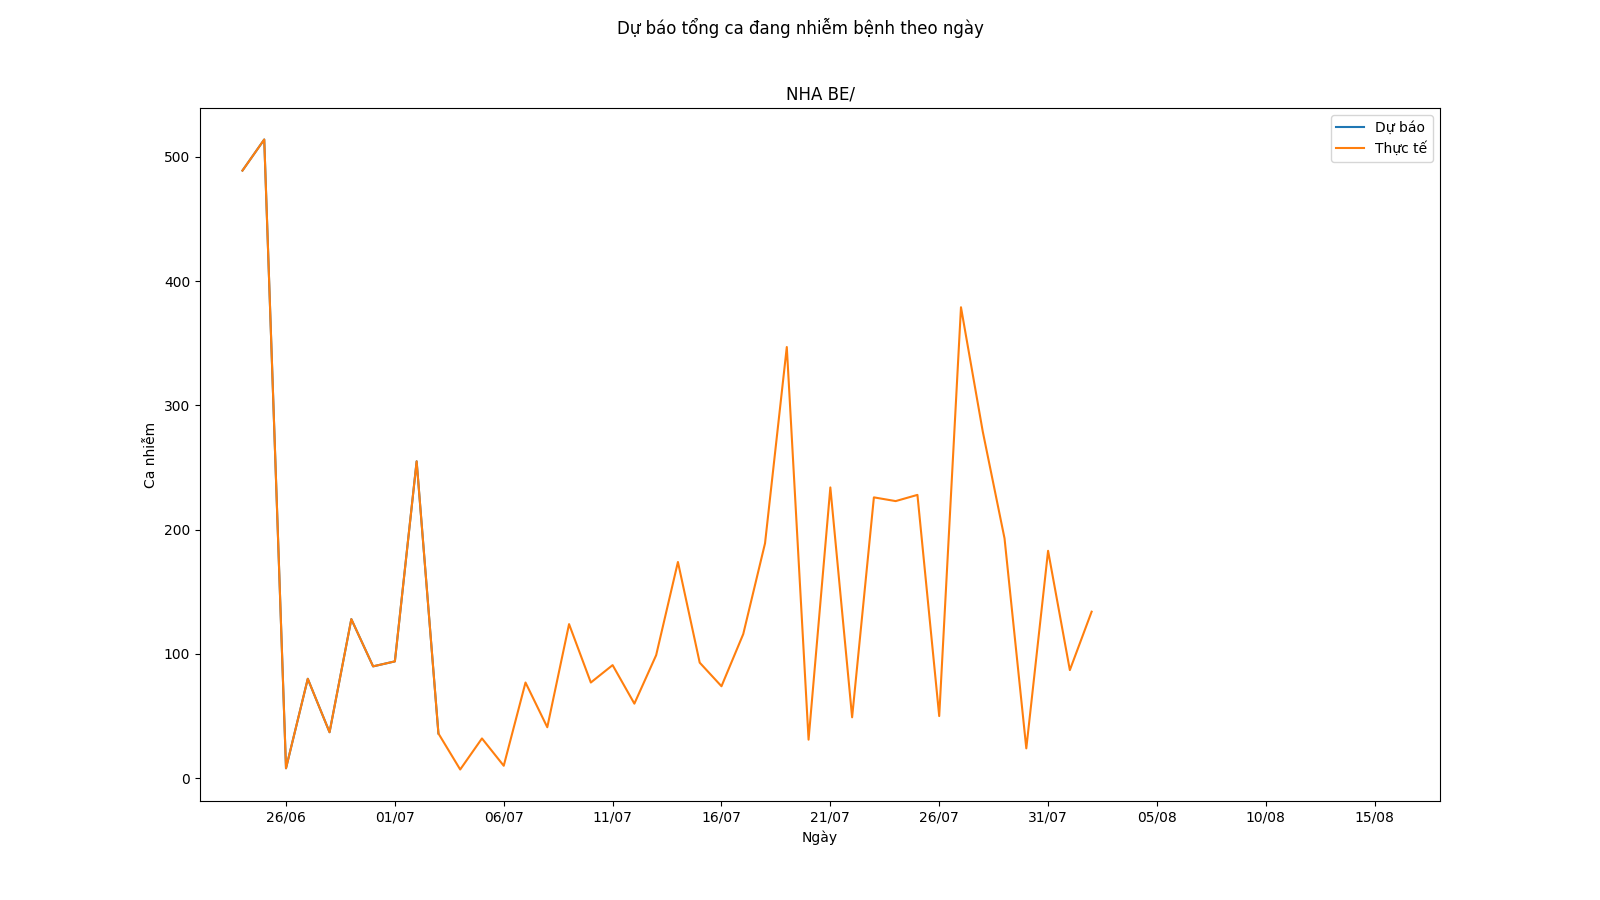 Dự báo tổng ca đang nhiễm bệnh theo ngày
NHA BE/
Dự báo
Thực tế
500
400
300
200
100
0
Ca nhiễm
26/06 01/07 06/07 11/07 16/07 21/07 26/07 31/07 05/08 10/08 15/08
Ngày